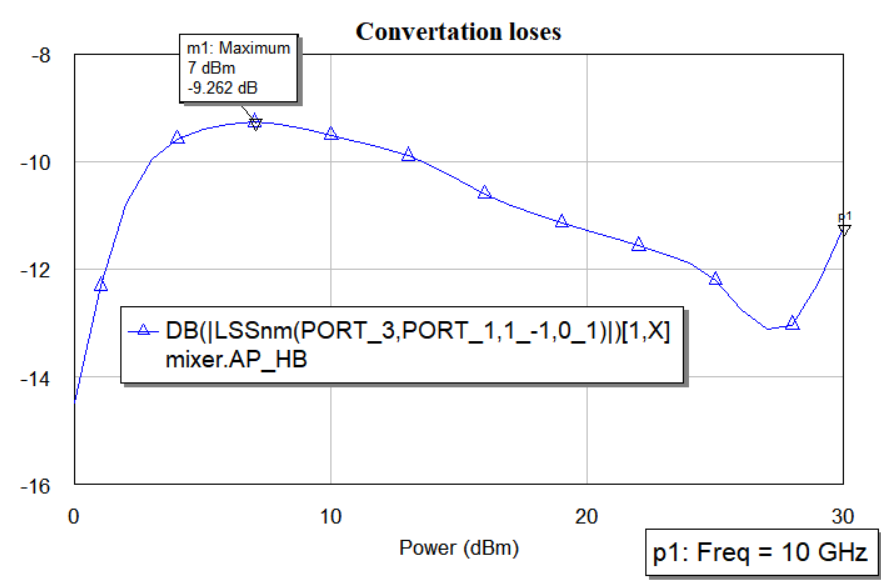 Convertation loses
m1: Maximum
7 dBm
-9.262 dB
-8
-10
-12
-14
-16
p1
DB(|LSSnm(PORT_3,PORT_1,1_-1,0_1)|)[1,X]
mixer.AP_HB
0
10
20
30
Power (dBm)
p1: Freq = 10 GHz